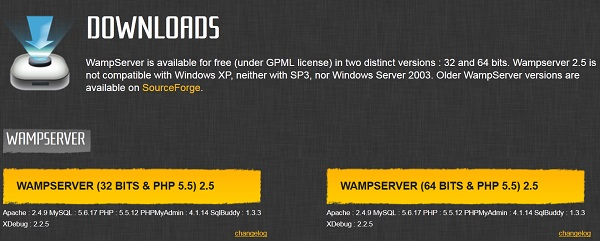 DOWNLOADS
WampServer is available for free (under GPML license) in two distinct versions : 32 and 64 bits. Wampserver 2.5 is
not compatible with Windows XP, neither with SP3, nor Windows Server 2003. Older WampServer versions are
available on SourceForge.
WAMPSERVER
WAMPSERVER (32 BITS & PHP 5.5) 2.5
Apache : 2.4.9 MySQL : 5.6.17 PHP : 5.5.12 PHPMyAdmin : 4.1.14 SqlBuddy : 1.3.3
XDebug : 2.2.5
changelog
WAMPSERVER (64 BITS & PHP 5.5) 2.5
Apache : 2.4.9 MySQL : 5.6.17 PHP : 5.5.12 PHPMyAdmin : 4.1.14 SqlBuddy : 1.3.3
XDebug : 2.2.5
changelog